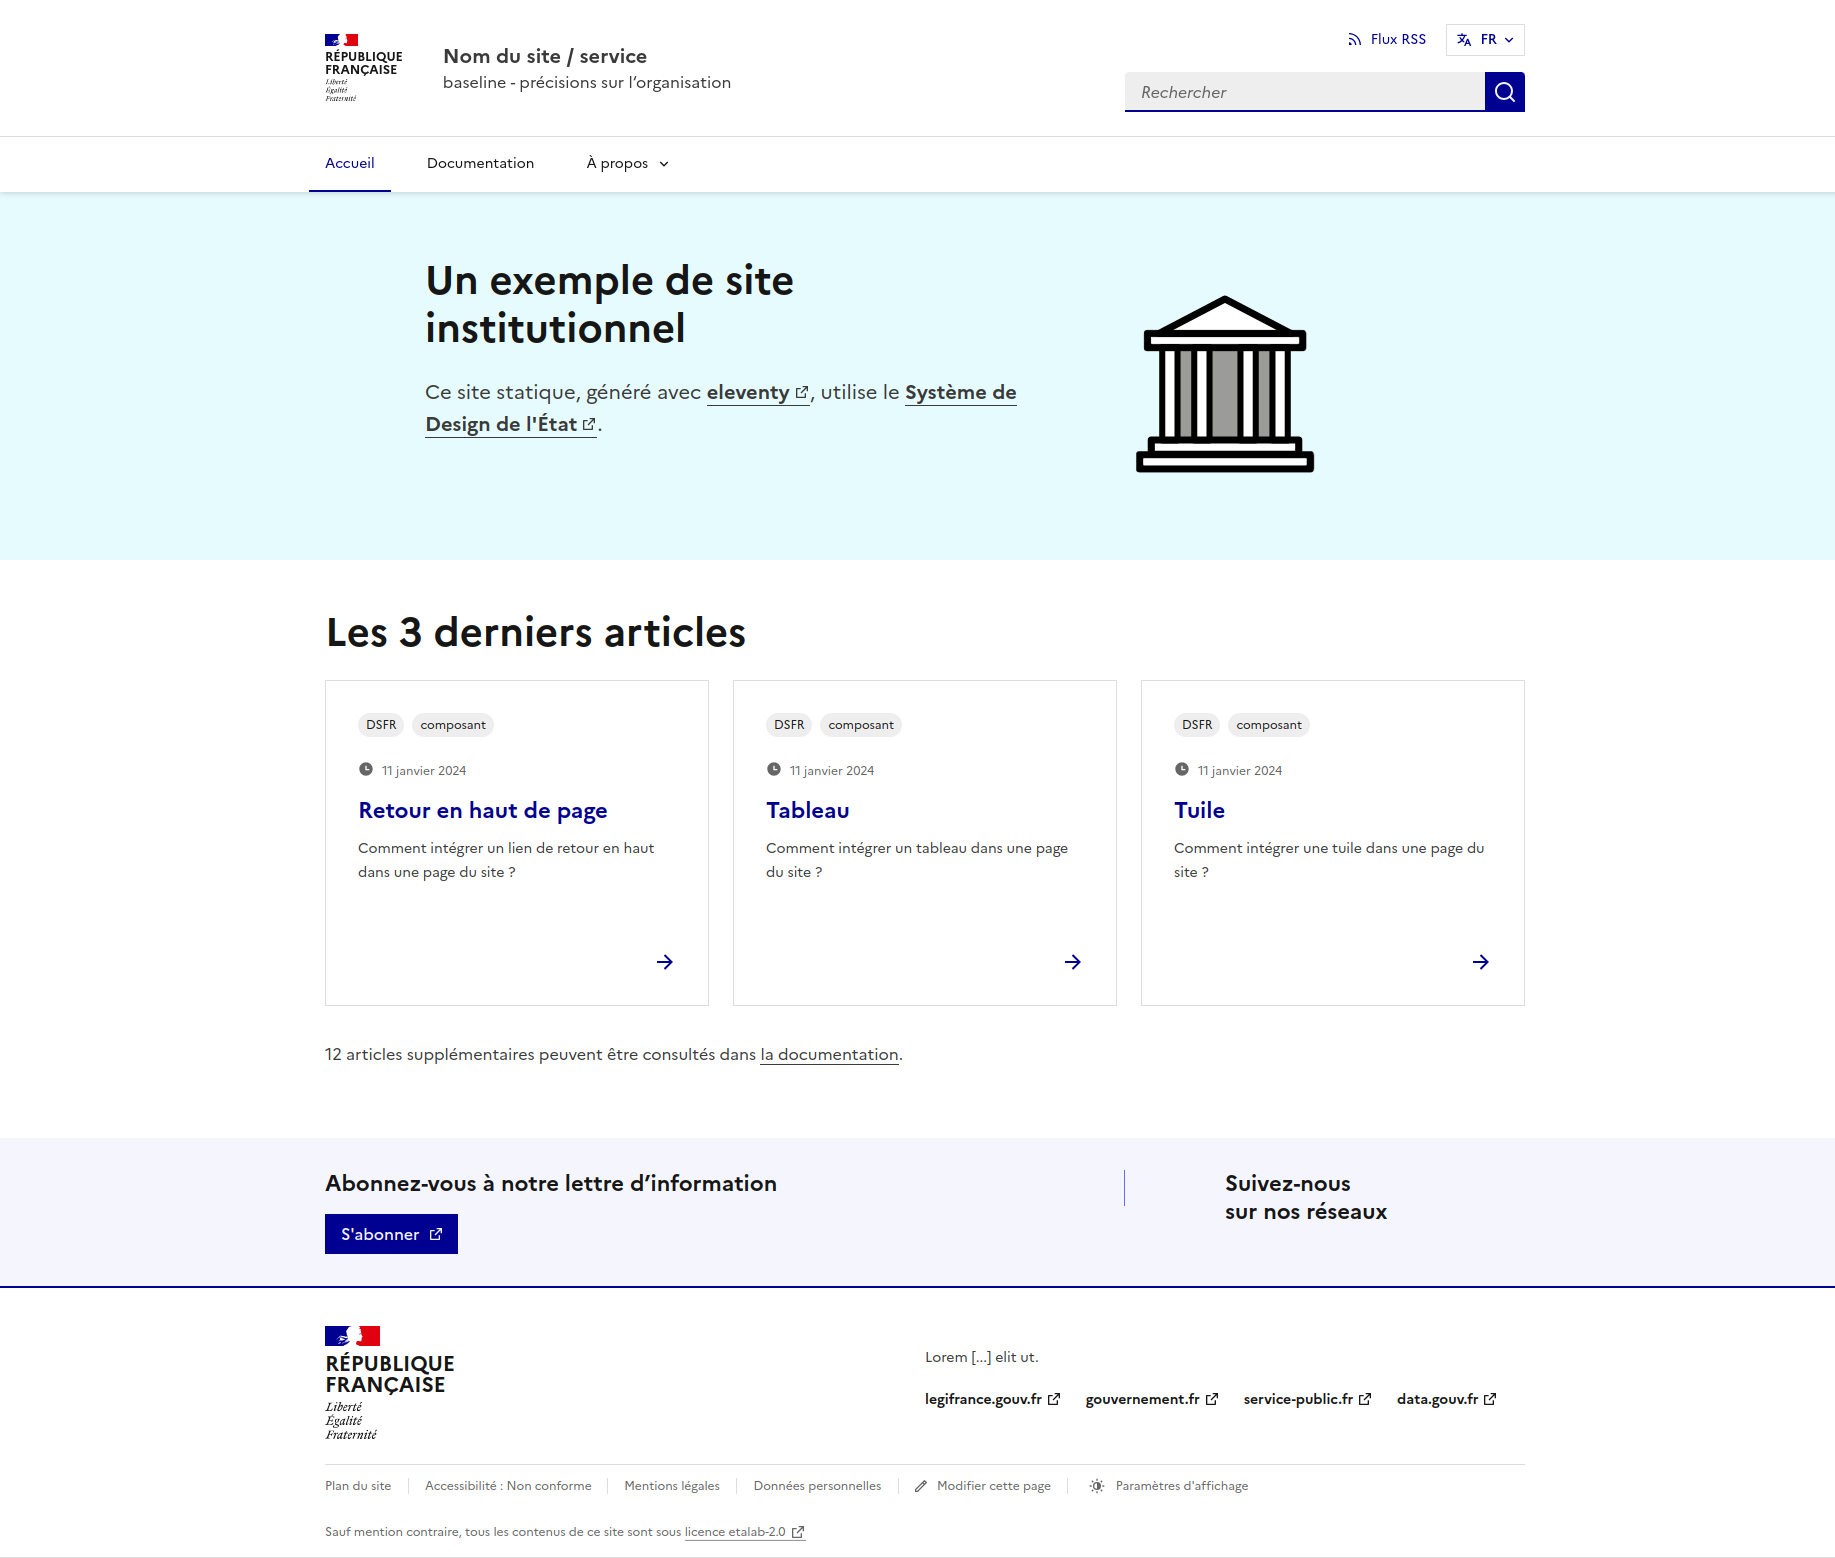 RÉPUBLIQUE
FRANÇAISE
Liberté
Égalité
Fraternité
Nom du site / service
baseline - précisions sur l‘organisation
Flux RSS
FR
Rechercher
Accueil
Documentation
À propos
Un exemple de site
institutionnel
Ce site statique, généré avec eleventy, utilise le Système de
Design de l'État.
Les 3 derniers articles
DSFR composant
11 janvier 2024
Retour en haut de page
Comment intégrer un lien de retour en haut
dans une page du site ?
DSFR composant
11 janvier 2024
Tableau
Comment intégrer un tableau dans une page
du site ?
DSFR composant
11 janvier 2024
Tuile
Comment intégrer une tuile dans une page du
site ?
12 articles supplémentaires peuvent être consultés dans la documentation.
Abonnez-vous à notre lettre d’information
S'abonner
Suivez-nous
sur nos réseaux
RÉPUBLIQUE
FRANÇAISE
Liberté
Égalité
Fraternité
Lorem [...] elit ut.
legifrance.gouv.fr gouvernement.fr service-public.fr data.gouv.fr
Plan du site Accessibilité : Non conforme Mentions légales Données personnelles Modifier cette page Paramètres d'affichage
Sauf mention contraire, tous les contenus de ce site sont sous licence etalab-2.0